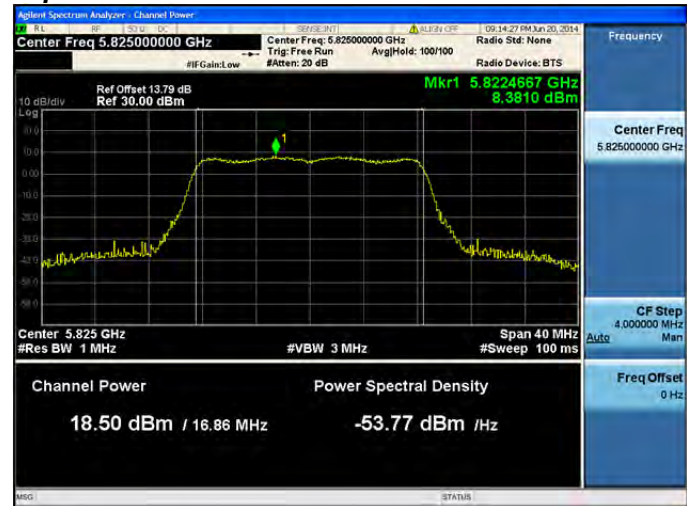 Agilent Spectrum Analyzer - Channel Power
RL RF 50 Ω DC SENSE:INT ALIGN OFF 09:14:27 PM Jun 20, 2014
Center Freq 5.825000000 GHz
Center Freq: 5.825000000 GHz
Radio Std: None
Trig: Free Run Avg|Hold: 100/100
#IFGain:Low #Atten: 20 dB Radio Device: BTS
Frequency
Mkr1 5.8224667 GHz
8.3810 dBm
Ref Offset 13.79 dB
10 dB/div Ref 30.00 dBm
Log
1
0.00
Center Freq
5.825000000 GHz
Center 5.825 GHz Span 40 MHz
#Res BW 1 MHz #VBW 3 MHz #Sweep 100 ms
CF Step
4.000000 MHz
Auto Man
Channel Power Power Spectral Density
18.50 dBm / 16.86 MHz -53.77 dBm /Hz
Freq Offset
0 Hz
MSG STATUS